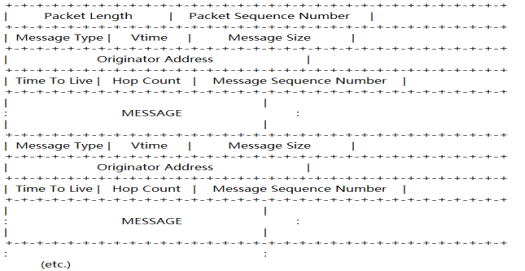 +-+-+-+-+-+-+-+-+-+-+-+-+-+-+-+-+-+-+-+-+-+-+-+-+-+-+-+-+-+-+-+-+
| Packet Length | Packet Sequence Number |
+-+-+-+-+-+-+-+-+-+-+-+-+-+-+-+-+-+-+-+-+-+-+-+-+-+-+-+-+-+-+-+-+
| Message Type | Vtime | Message Size |
+-+-+-+-+-+-+-+-+-+-+-+-+-+-+-+-+-+-+-+-+-+-+-+-+-+-+-+-+-+-+-+-+
| Originator Address |
+-+-+-+-+-+-+-+-+-+-+-+-+-+-+-+-+-+-+-+-+-+-+-+-+-+-+-+-+-+-+-+-+
| Time To Live | Hop Count | Message Sequence Number |
+-+-+-+-+-+-+-+-+-+-+-+-+-+-+-+-+-+-+-+-+-+-+-+-+-+-+-+-+-+-+-+-+
| |
: MESSAGE :
| |
+-+-+-+-+-+-+-+-+-+-+-+-+-+-+-+-+-+-+-+-+-+-+-+-+-+-+-+-+-+-+-+-+
| Message Type | Vtime | Message Size |
+-+-+-+-+-+-+-+-+-+-+-+-+-+-+-+-+-+-+-+-+-+-+-+-+-+-+-+-+-+-+-+-+
| Originator Address |
+-+-+-+-+-+-+-+-+-+-+-+-+-+-+-+-+-+-+-+-+-+-+-+-+-+-+-+-+-+-+-+-+
| Time To Live | Hop Count | Message Sequence Number |
+-+-+-+-+-+-+-+-+-+-+-+-+-+-+-+-+-+-+-+-+-+-+-+-+-+-+-+-+-+-+-+-+
| |
: MESSAGE :
| |
+-+-+-+-+-+-+-+-+-+-+-+-+-+-+-+-+-+-+-+-+-+-+-+-+-+-+-+-+-+-+-+-+
: :
(etc.)